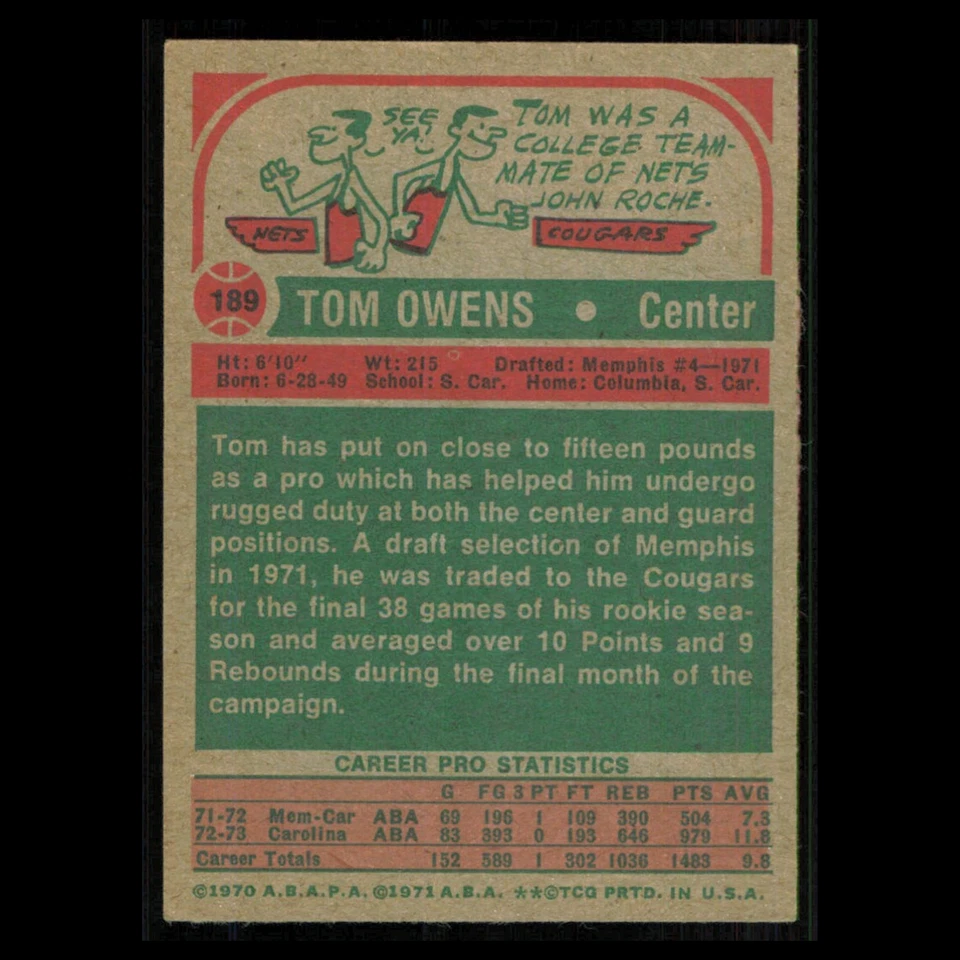 SEE
YA!
TOM WAS A
COLLEGE TEAM-
MATE OF NETS
JOHN ROCHE.
NETS
COUGARS
189 TOM OWENS • Center
Ht: 6'10" Wt: 215 Drafted: Memphis #4—1971
Born: 6-28-49 School: S. Car. Home: Columbia, S. Car.
Tom has put on close to fifteen pounds
as a pro which has helped him undergo
rugged duty at both the center and guard
positions. A draft selection of Memphis
in 1971, he was traded to the Cougars
for the final 38 games of his rookie sea-
son and averaged over 10 Points and 9
Rebounds during the final month of the
campaign.
CAREER PRO STATISTICS
G FG 3 PT FT REB PTS AVG
71-72 Mem-Car ABA 69 196 1 109 390 504 7.3
72-73 Carolina ABA 83 393 0 193 646 979 11.8
Career Totals 152 589 1 302 1036 1483 9.8
©1970 A.B.A.P.A. ©1971 A.B.A. **©TCG PRTD. IN U.S.A.